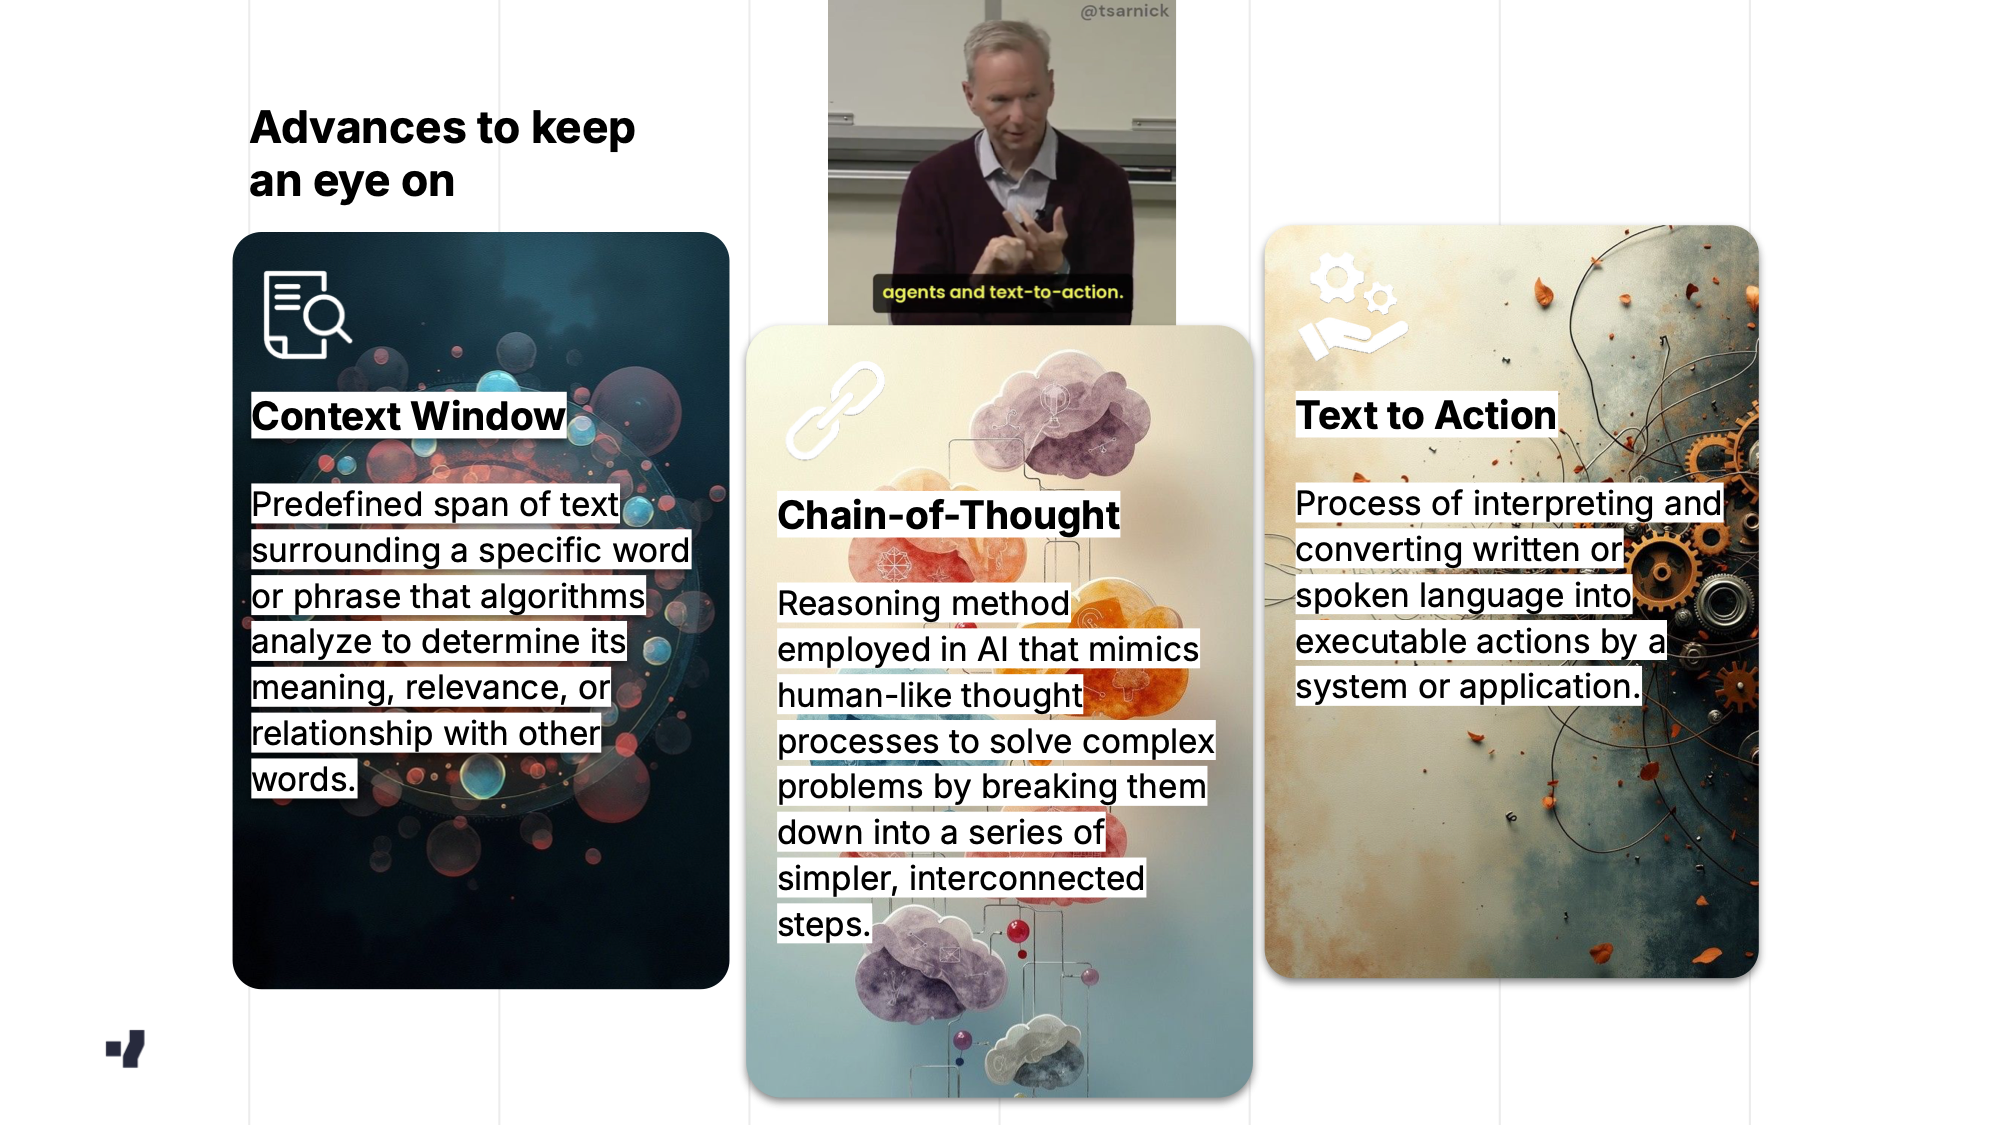 @tsarnick
Advances to keep
an eye on
agents and text-to-action.
Context Window
Predefined span of text
surrounding a specific word
or phrase that algorithms
analyze to determine its
meaning, relevance, or
relationship with other
words.
Chain-of-Thought
Reasoning method
employed in AI that mimics
human-like thought
processes to solve complex
problems by breaking them
down into a series of
simpler, interconnected
steps.
Text to Action
Process of interpreting and
converting written or
spoken language into
executable actions by a
system or application.